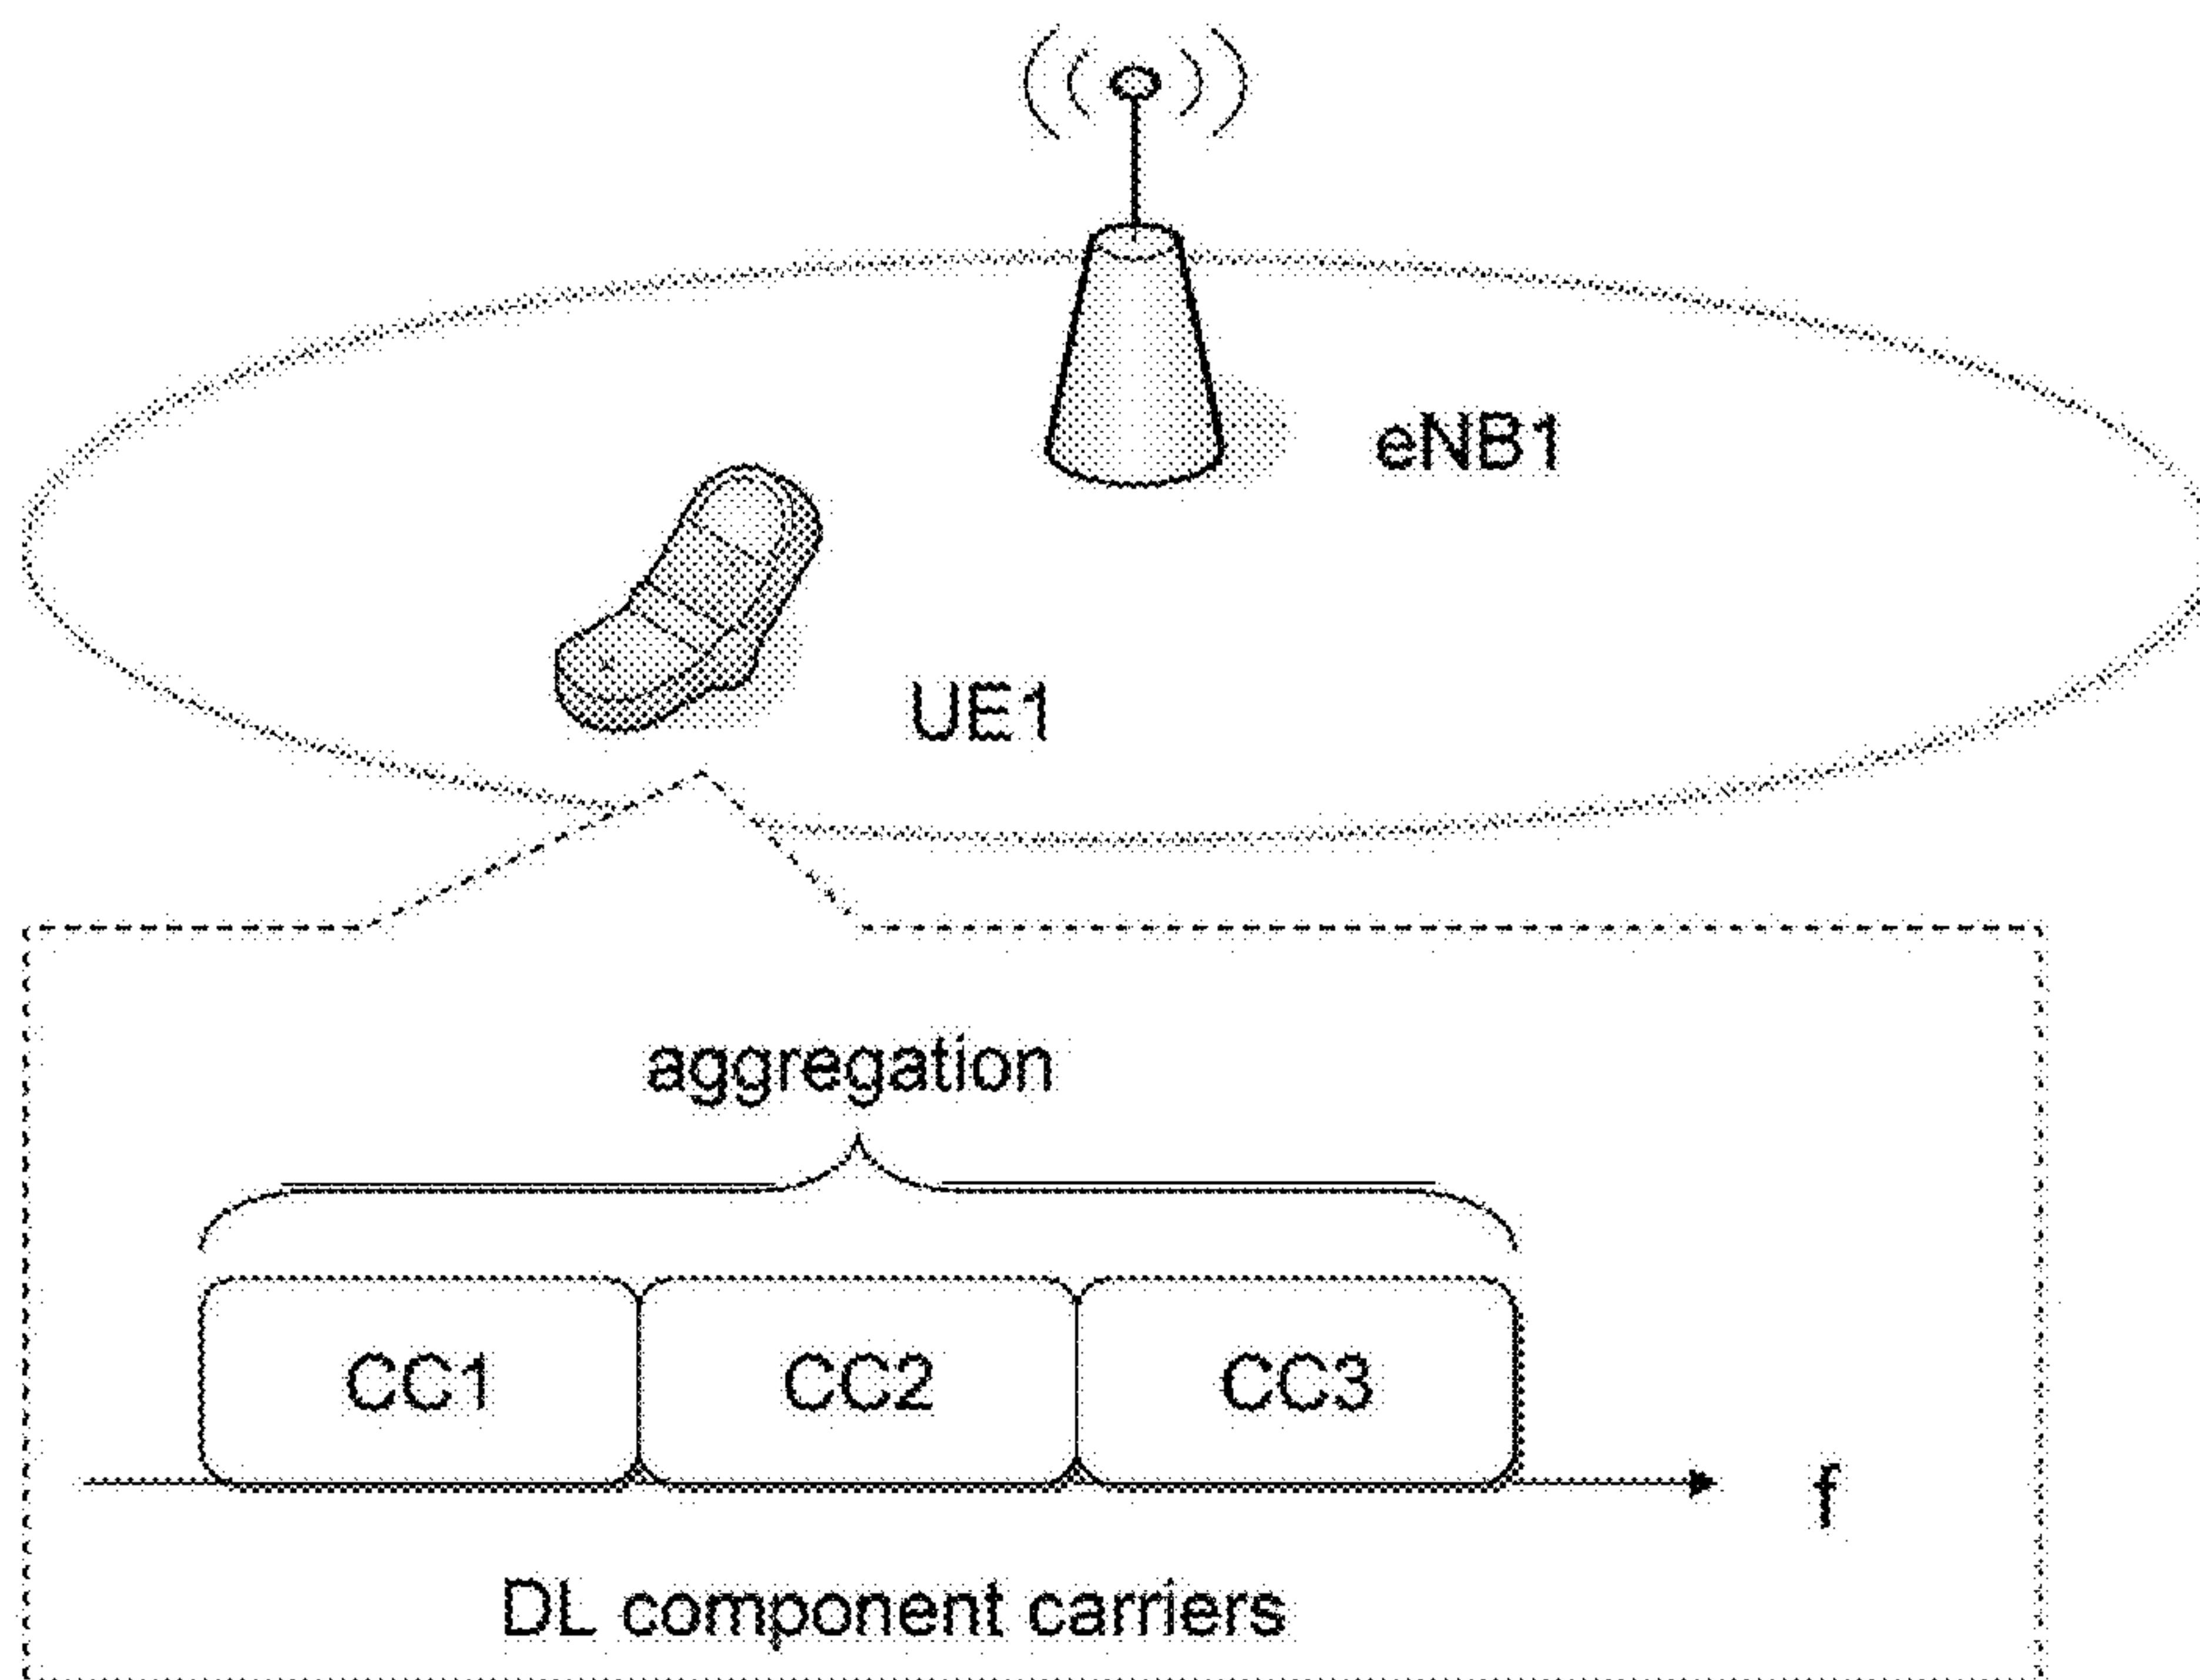 eNB1
UE1
aggregation
CC1 CC2 CC3
f
DL component carriers